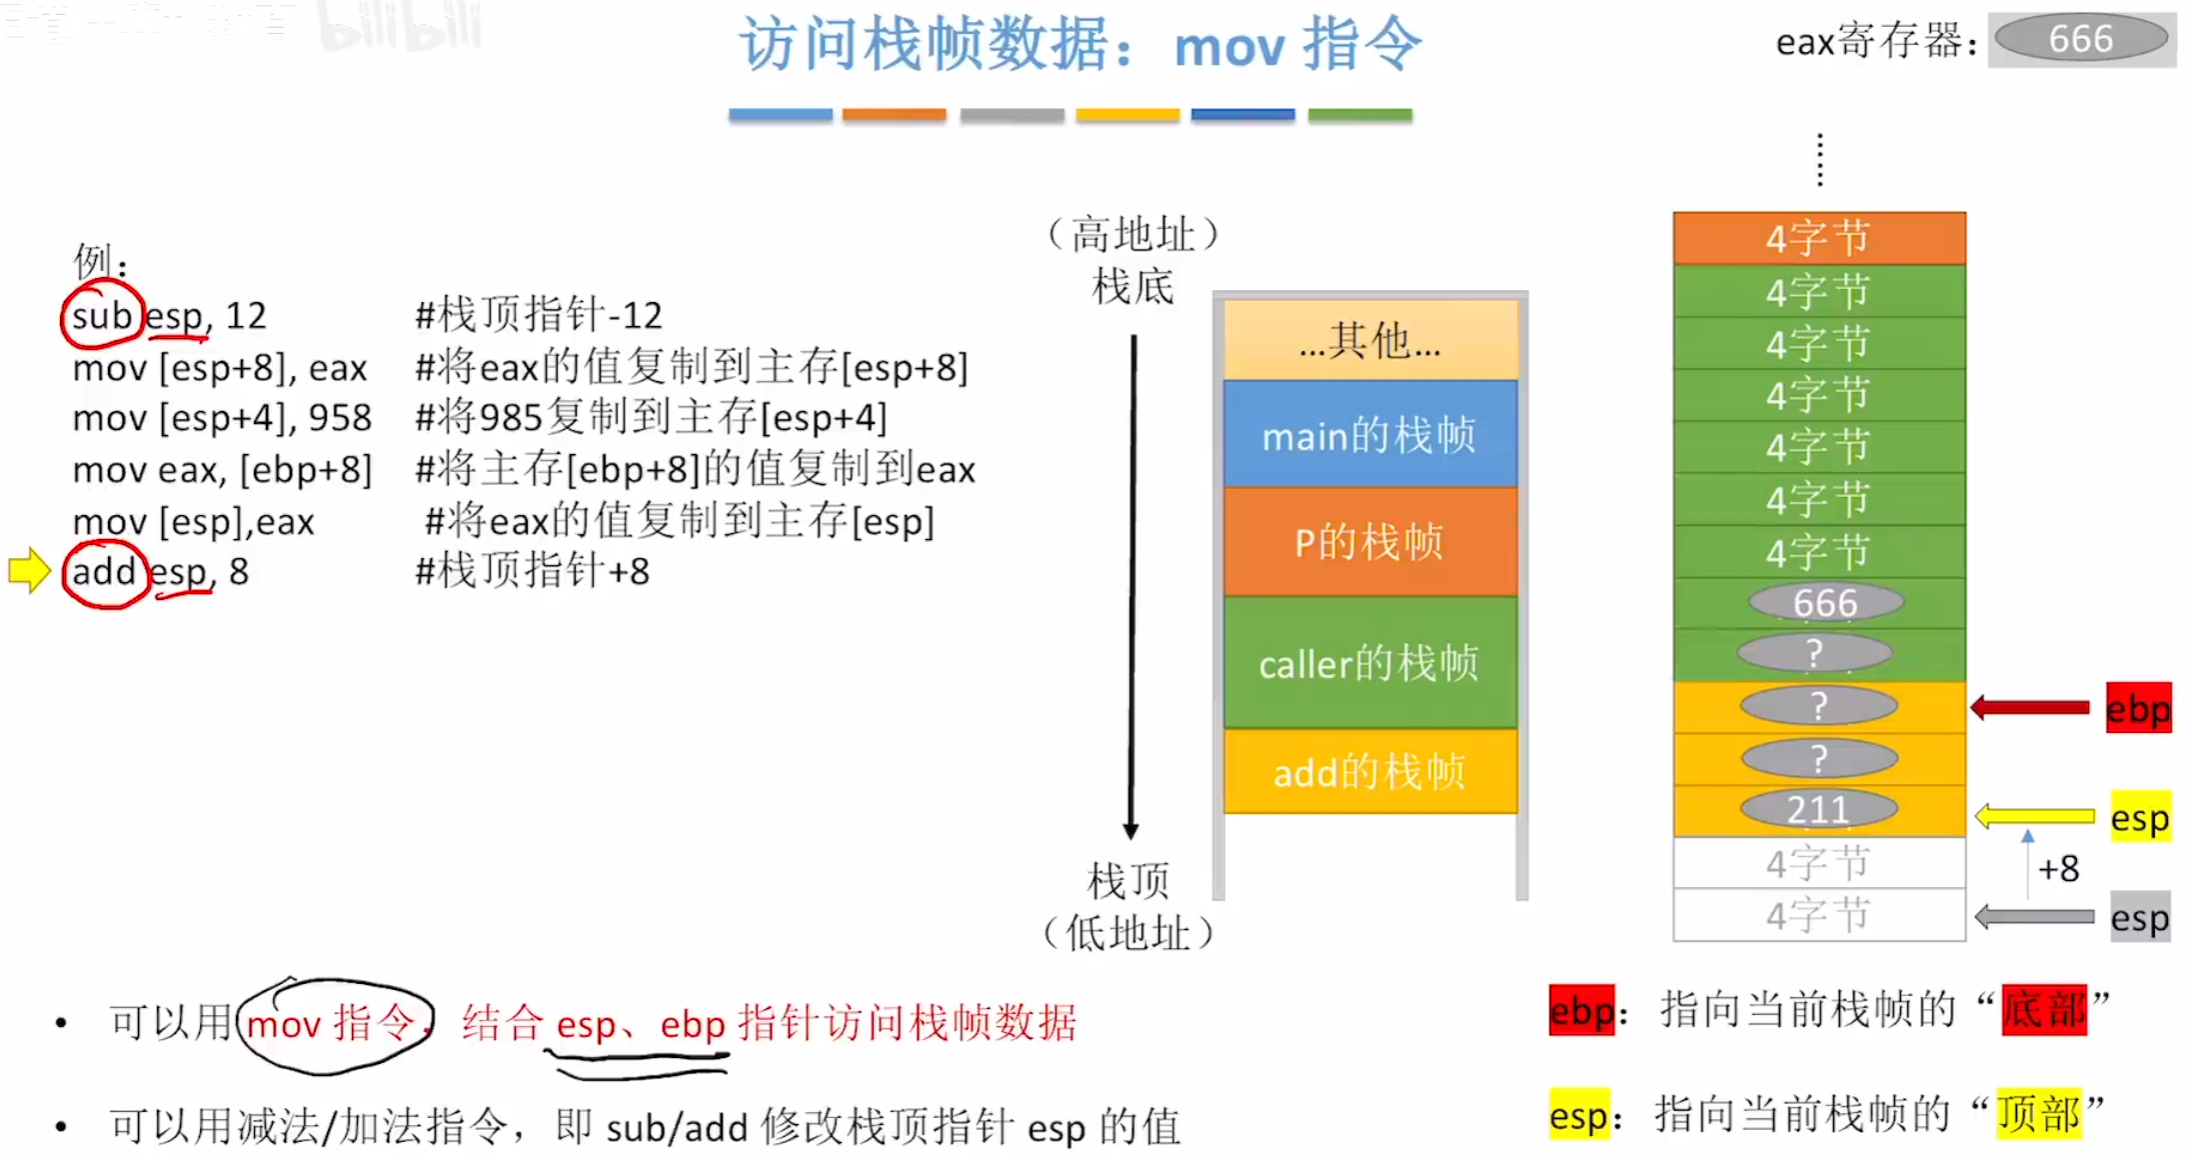 bilibili
访问栈帧数据：mov 指令
eax寄存器： 666
例：
sub esp, 12 #栈顶指针-12
mov [esp+8], eax #将eax的值复制到主存[esp+8]
mov [esp+4], 958 #将985复制到主存[esp+4]
mov eax, [ebp+8] #将主存[ebp+8]的值复制到eax
mov [esp],eax #将eax的值复制到主存[esp]
add esp, 8 #栈顶指针+8
（高地址）
栈底
栈顶
（低地址）
...其他...
main的栈帧
P的栈帧
caller的栈帧
add的栈帧
4字节
4字节
4字节
4字节
4字节
4字节
4字节
666
?
? ebp
?
211 esp
4字节 +8
4字节 esp
• 可以用 mov 指令，结合 esp、ebp 指针访问栈帧数据
• 可以用减法/加法指令，即 sub/add 修改栈顶指针 esp 的值
ebp：指向当前栈帧的“底部”
esp：指向当前栈帧的“顶部”